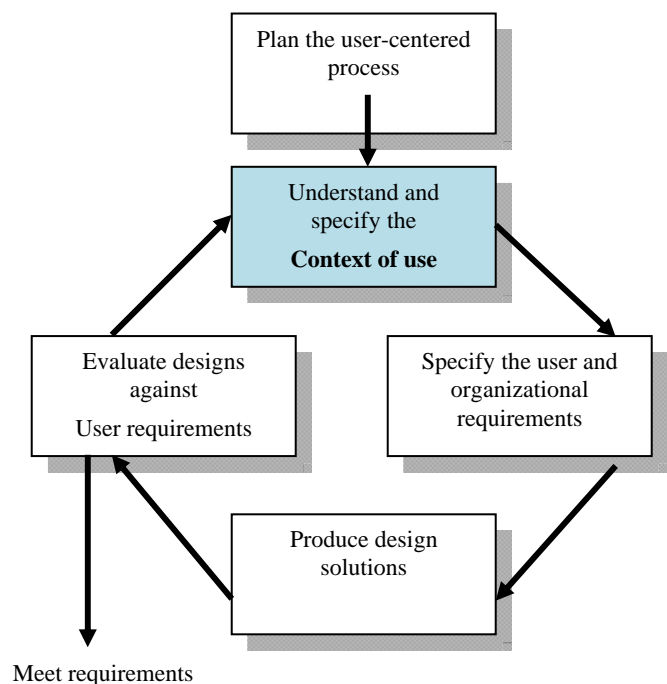 Plan the user-centered
process
Understand and
specify the
Context of use
Evaluate designs
against
User requirements
Specify the user and
organizational
requirements
Produce design
solutions
Meet requirements